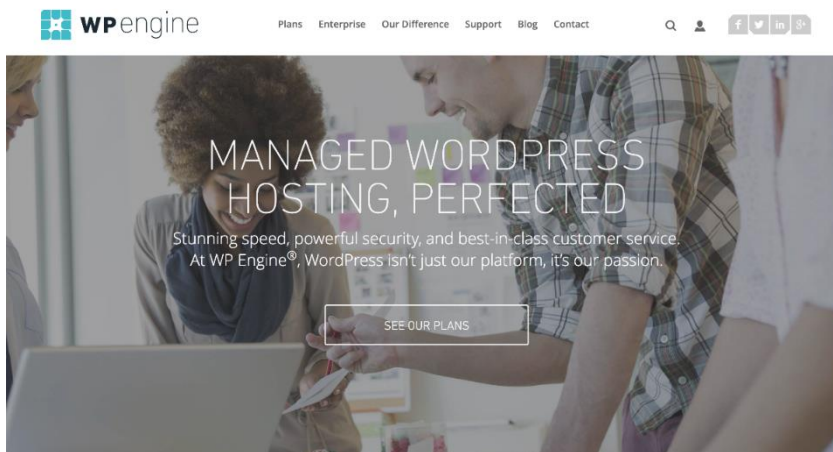 WPengine
Plans Enterprise Our Difference Support Blog Contact
f in g+
MANAGED WORDPRESS
HOSTING, PERFECTED
Stunning speed, powerful security, and best-in-class customer service.
At WP Engine®, WordPress isn't just our platform, it's our passion.
SEE OUR PLANS